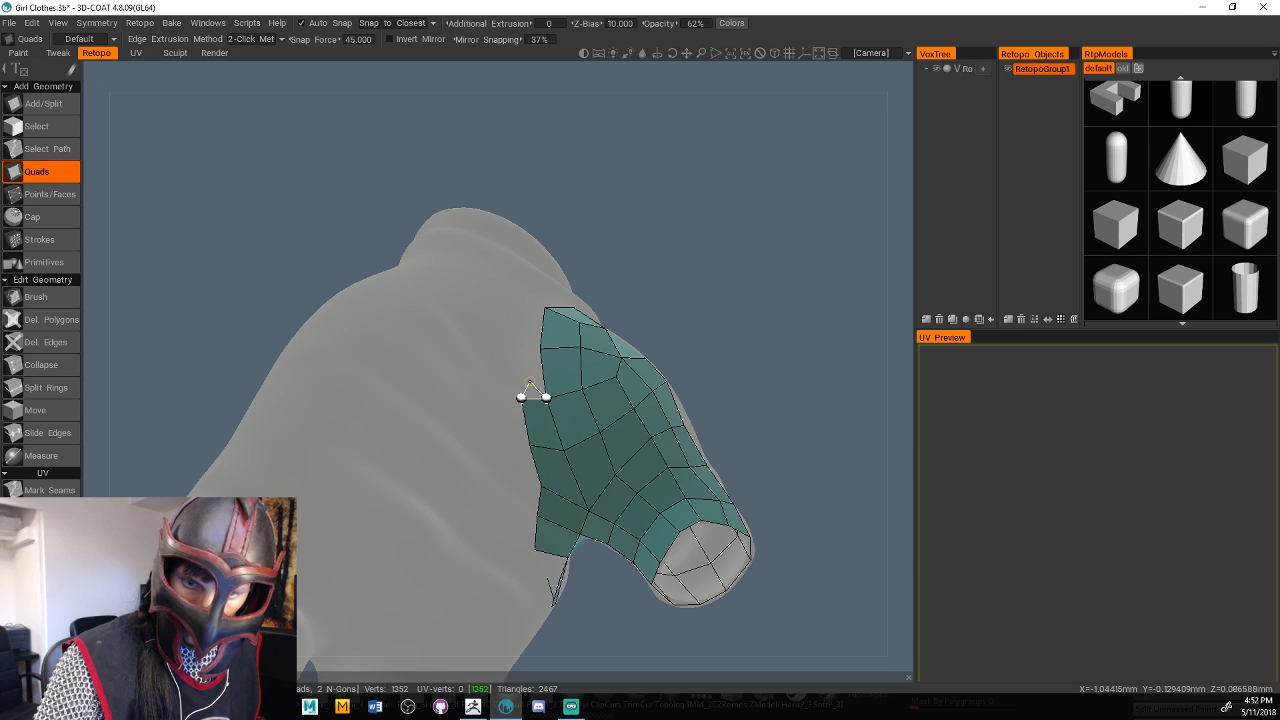 Girl Clothes.3b* - 3D-COAT 4.8.09(GL64)
File Edit View Symmetry Textures Retopo Bake Windows Scripts Help Auto Snap Snap to Closest Additional Extrusion 0 Z-Bias 10.000 Opacity 62% Colors
Quads Default Edge Extrusion Method 2-Click Met Snap Force 45.000 Invert Mirror Mirror Snapping 37%
Paint Tweak Retopo UV Sculpt Render [Camera] VoxTree Retopo Objects RtpModels
V Ro + RetopoGroup1 default old
Add Geometry
Add/Split
Select
Select Path
Quads
Points/Faces
Cap
Strokes
Primitives
Edit Geometry
Brush
Del. Polygons
Del. Edges
Collapse
Split Rings
Move
Slide Edges
Measure
UV
Mark Seams
UV Preview
ads, 2 N-Gons] Verts: 1352 UV-verts: 0 [1352] Triangles: 2467 X=-1.04415mm Y=-0.129409mm Z=0.086588mm
4:52 PM
5/11/2018